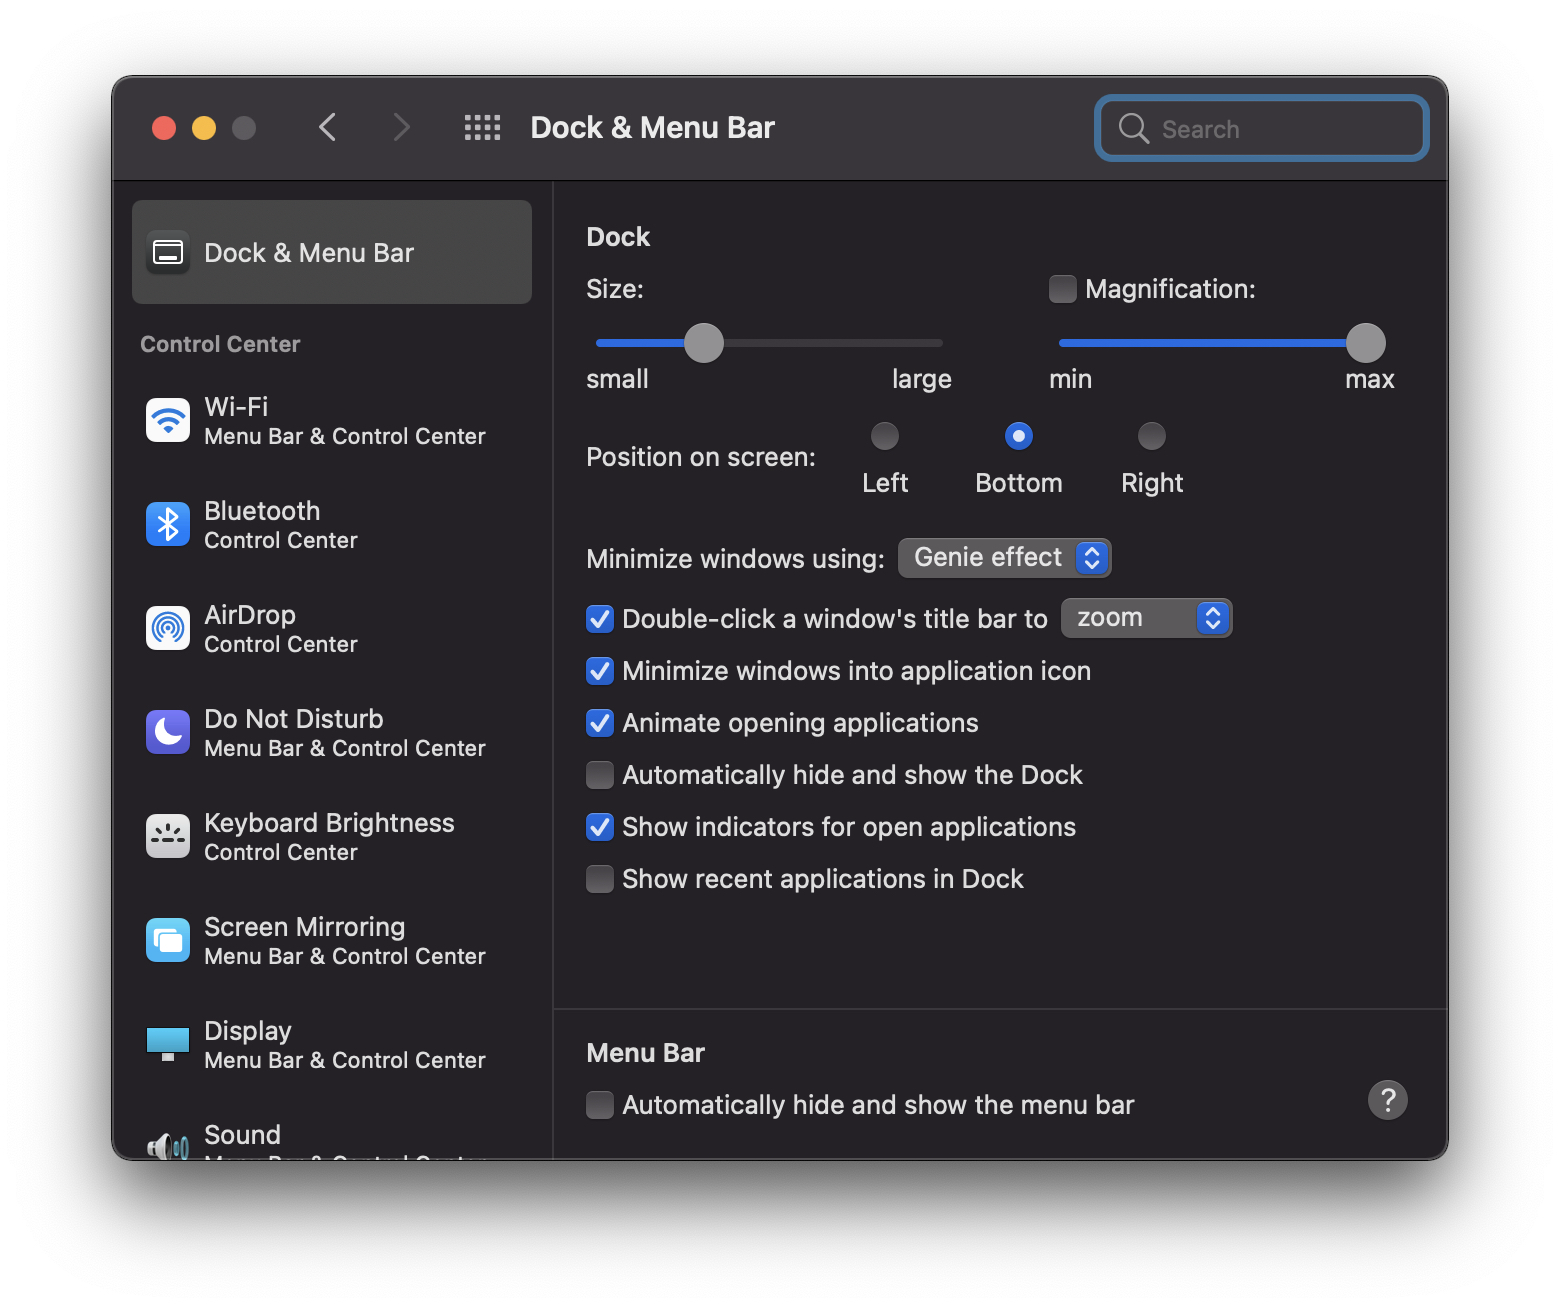 Dock & Menu Bar
Search
Dock & Menu Bar
Control Center
Wi-Fi
Menu Bar & Control Center
Bluetooth
Control Center
AirDrop
Control Center
Do Not Disturb
Menu Bar & Control Center
Keyboard Brightness
Control Center
Screen Mirroring
Menu Bar & Control Center
Display
Menu Bar & Control Center
Sound
Menu Bar & Control Center
Dock
Size:
small large
Magnification:
min max
Position on screen:
Left Bottom Right
Minimize windows using: Genie effect
Double-click a window's title bar to zoom
Minimize windows into application icon
Animate opening applications
Automatically hide and show the Dock
Show indicators for open applications
Show recent applications in Dock
Menu Bar
Automatically hide and show the menu bar
?